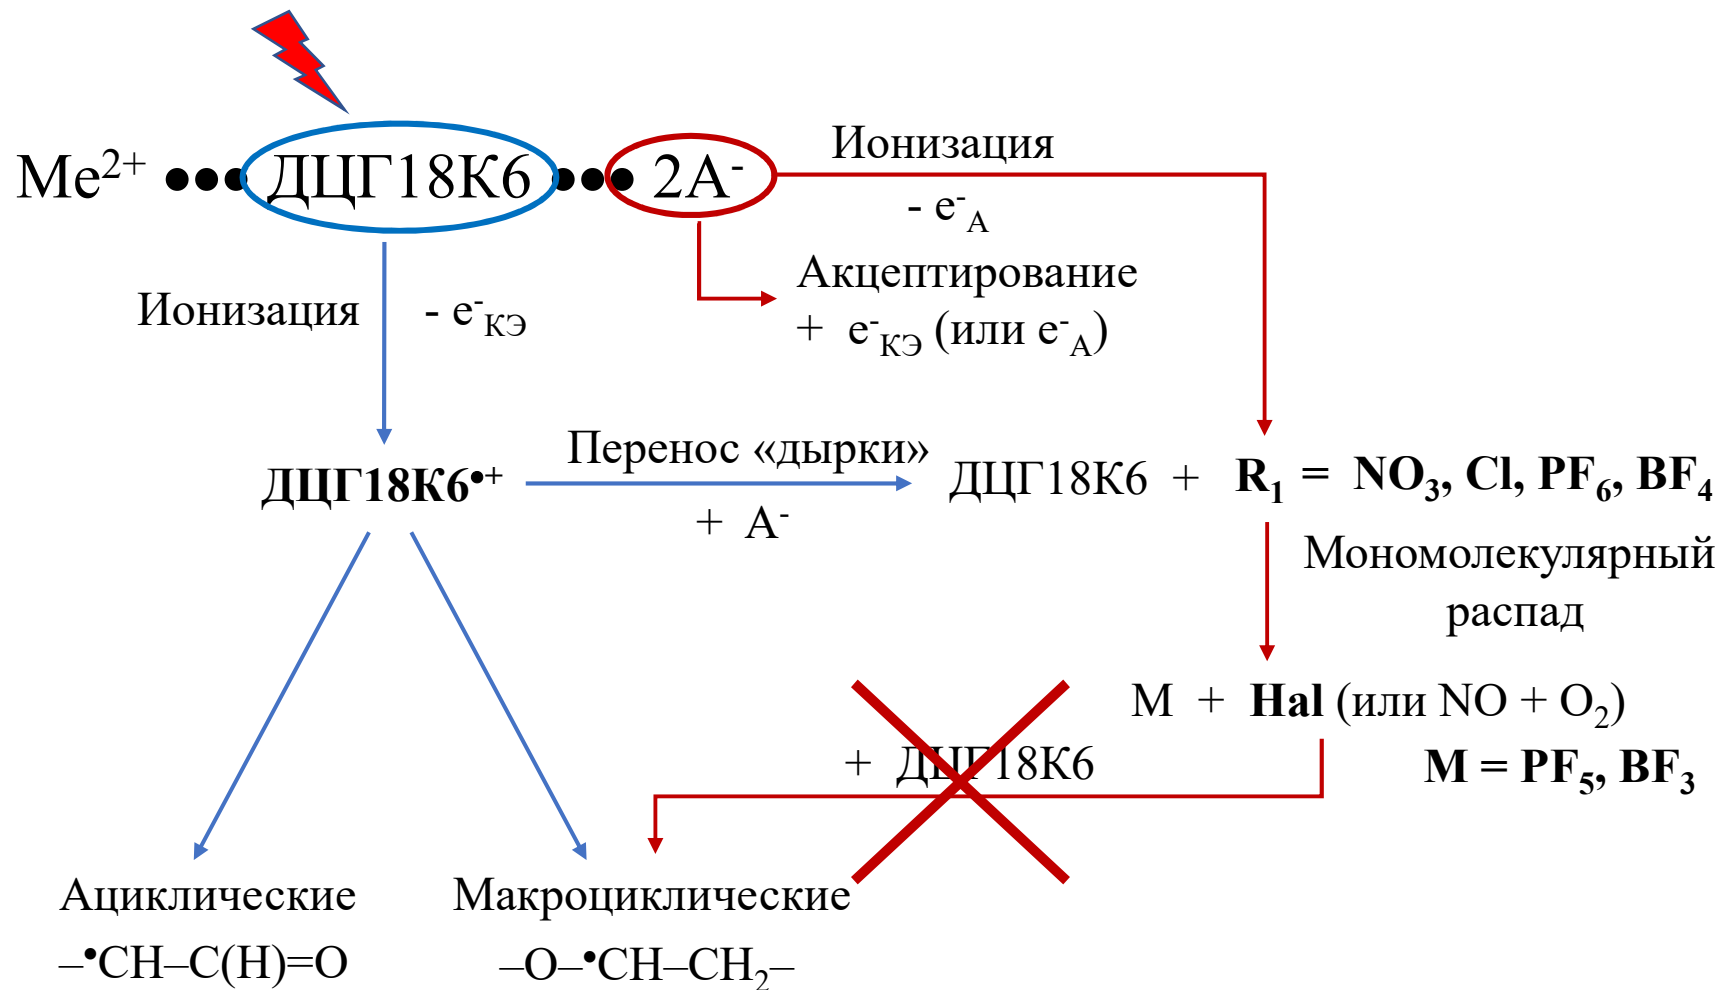 Me²⁺ ●●● ДЦГ18К6 ●●● 2А⁻
Ионизация
- e⁻А
Акцептирование
+ e⁻КЭ (или e⁻А)
Ионизация - e⁻КЭ
ДЦГ18К6•⁺
Перенос «дырки»
+ А⁻
ДЦГ18К6 + R₁ = NO₃, Cl, PF₆, BF₄
Мономолекулярный
распад
M + Hal (или NO + O₂)
M = PF₅, BF₃
+ ДЦГ18К6
Ациклические
–•CH–C(H)=O
Макроциклические
–O–•CH–CH₂–